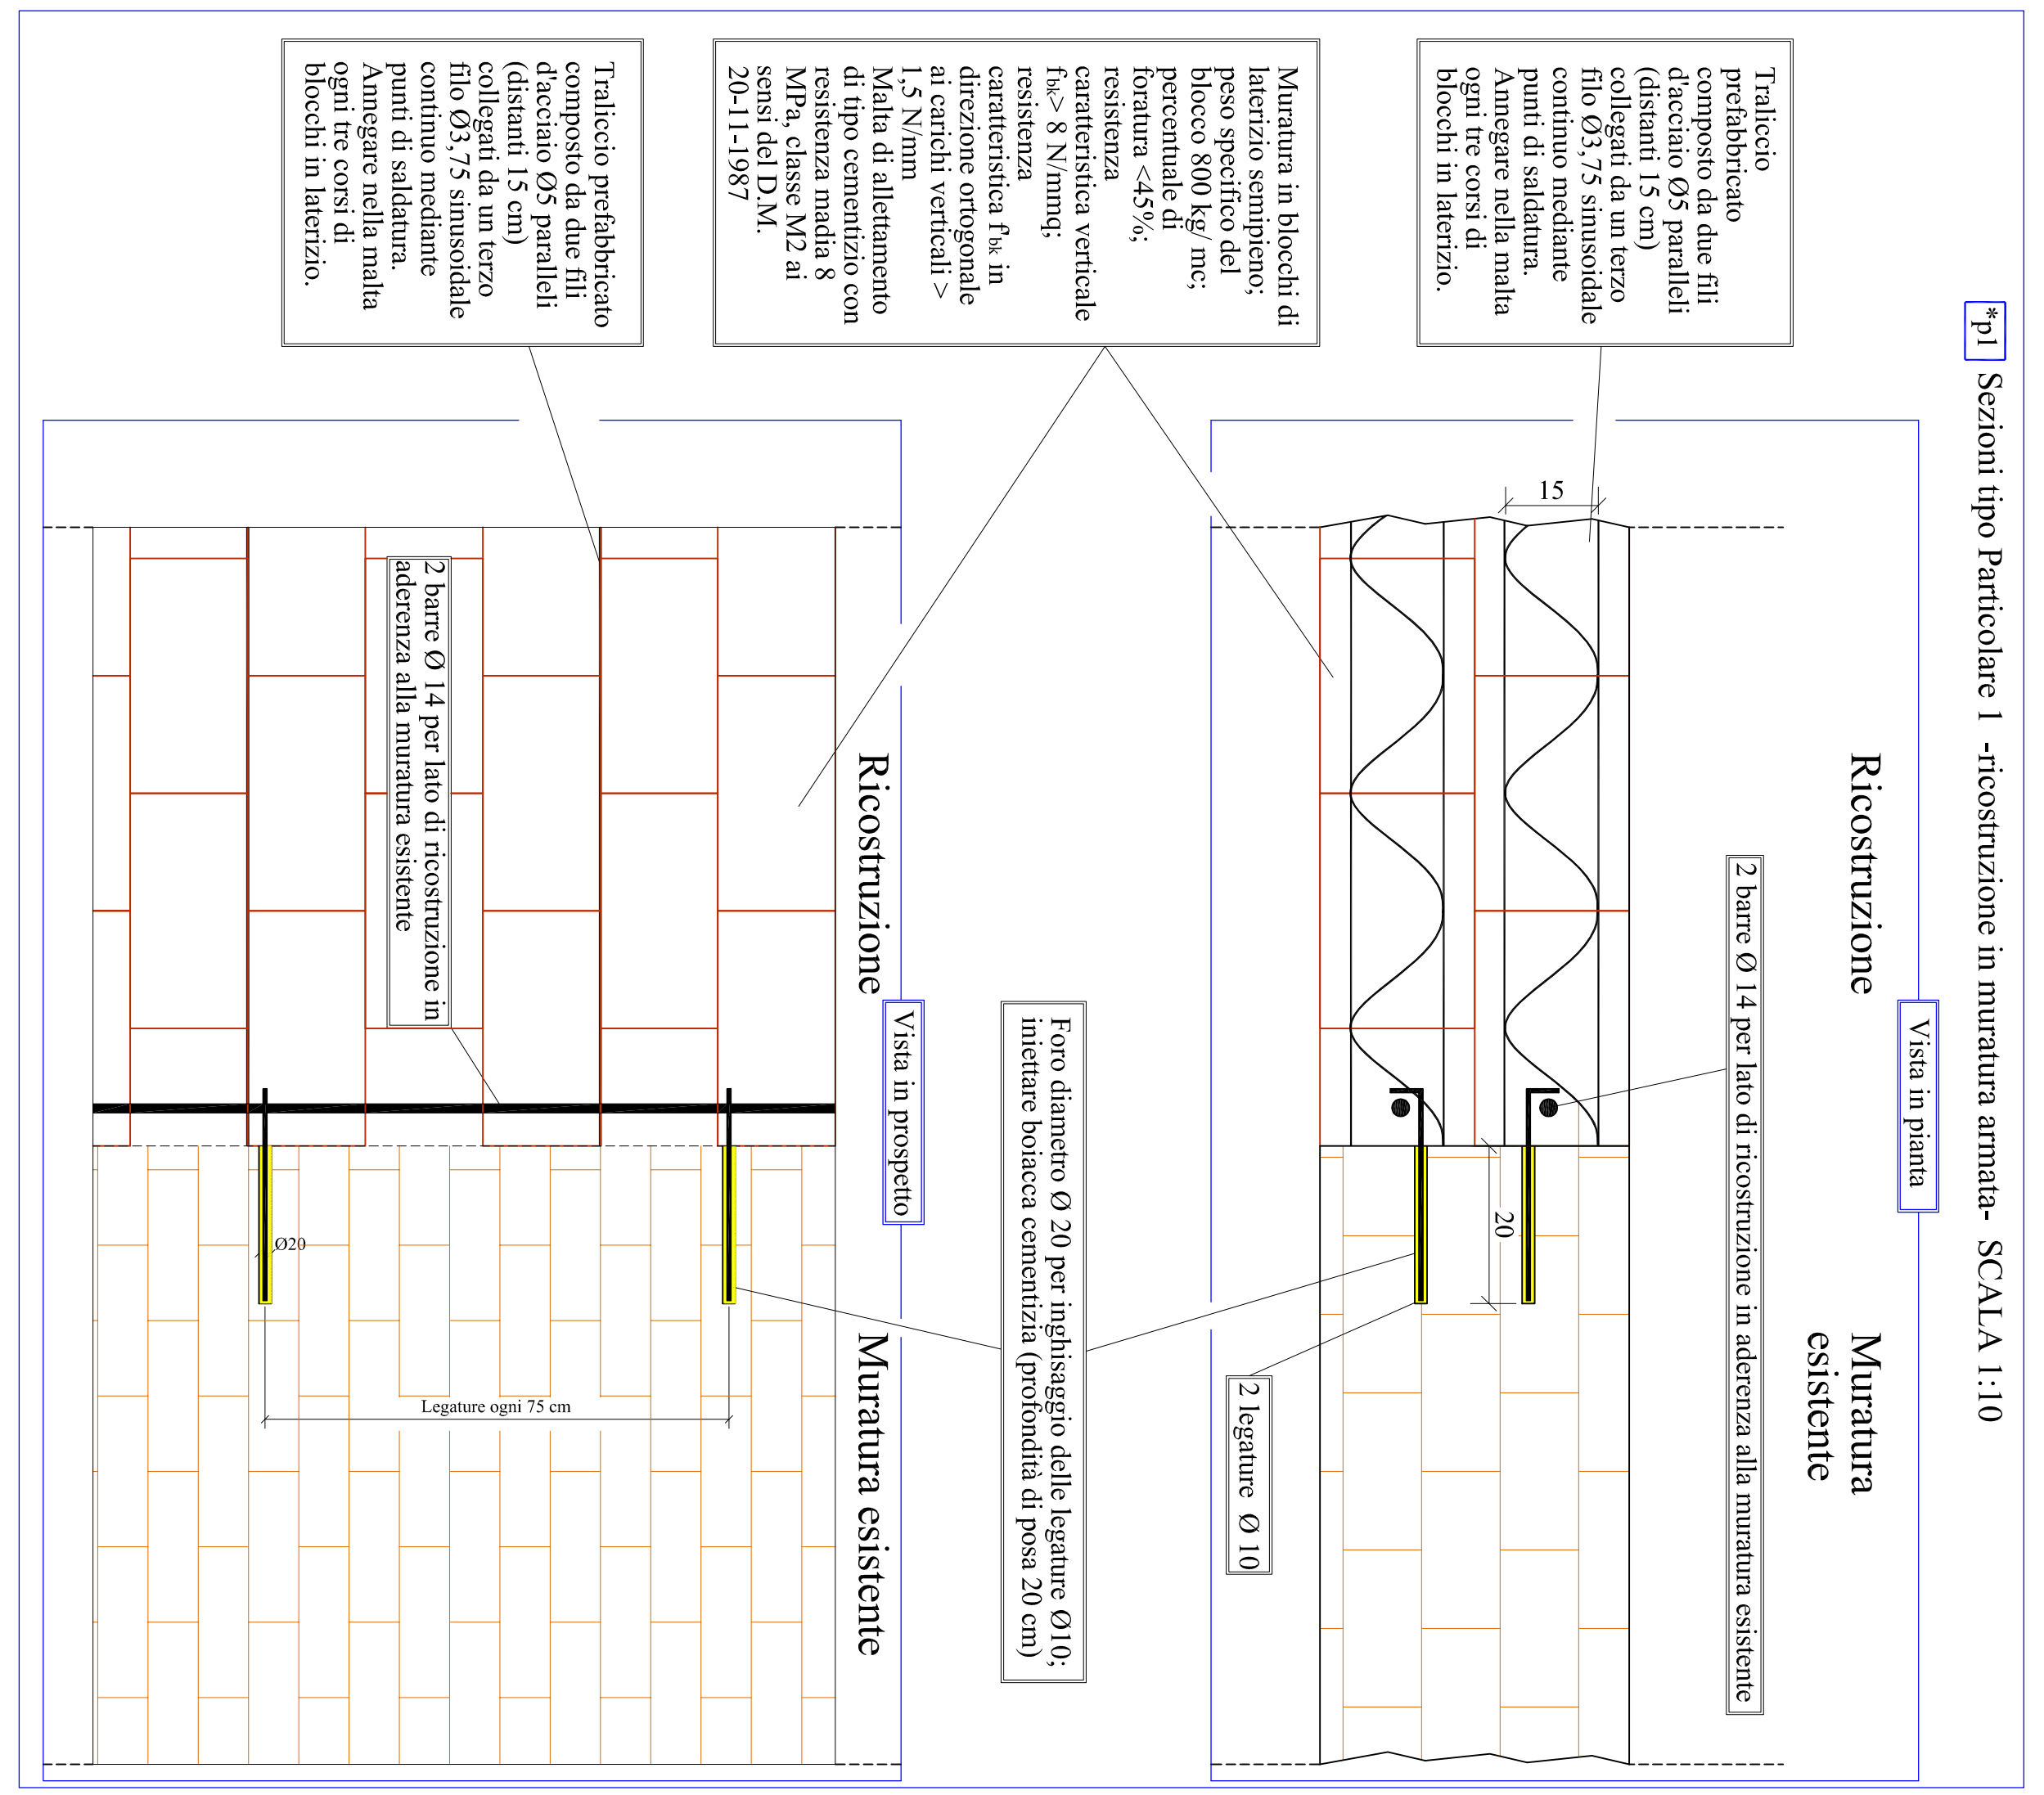 *p1 Sezioni tipo Particolare 1 -ricostruzione in muratura armata- SCALA 1:10
Vista in pianta
Ricostruzione
Muratura
esistente
Traliccio
prefabbricato
composto da due fili
d'acciaio Ø5 paralleli
(distanti 15 cm)
collegati da un terzo
filo Ø3,75 sinusoidale
continuo mediante
punti di saldatura.
Annegare nella malta
ogni tre corsi di
blocchi in laterizio.
2 barre Ø 14 per lato di ricostruzione in aderenza alla muratura esistente
15
20
2 legature Ø 10
Muratura in blocchi di
laterizio semipieno;
peso specifico del
blocco 800 kg/ mc;
percentuale di
foratura <45%;
resistenza
caratteristica verticale
fbk> 8 N/mmq;
resistenza
caratteristica f'bk in
direzione ortogonale
ai carichi verticali >
1,5 N/mm
Malta di allettamento
di tipo cementizio con
resistenza madia 8
MPa, classe M2 ai
sensi del D.M.
20-11-1987
Foro diametro Ø 20 per inghisaggio delle legature Ø10;
iniettare boiacca cementizia (profondità di posa 20 cm)
Vista in prospetto
Ricostruzione
Muratura esistente
Traliccio prefabbricato
composto da due fili
d'acciaio Ø5 paralleli
(distanti 15 cm)
collegati da un terzo
filo Ø3,75 sinusoidale
continuo mediante
punti di saldatura.
Annegare nella malta
ogni tre corsi di
blocchi in laterizio.
2 barre Ø 14 per lato di ricostruzione in
aderenza alla muratura esistente
Ø20
Legature ogni 75 cm